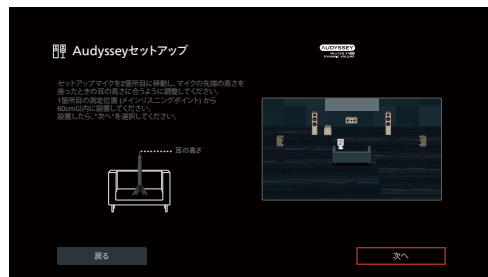 Audysseyセットアップ
AUDYSSEY
MULTEQ XT32
DYNAMIC VOLUME
セットアップマイクを2箇所目に移動し、マイクの先端の高さを
座ったときの耳の高さに合うように調整してください。
1箇所目の測定位置 (メインリスニングポイント) から
60cm以内に設置してください。
設置したら、"次へ"を選択してください。
耳の高さ
戻る
次へ